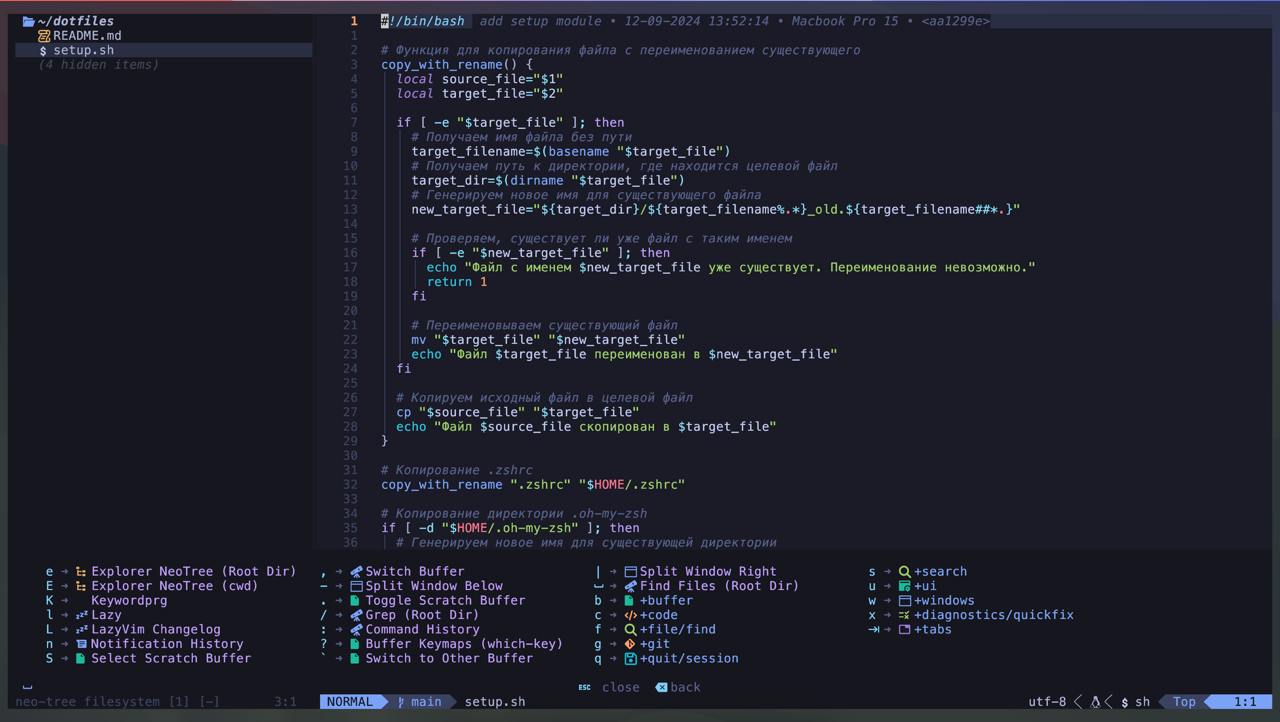 ~/dotfiles
README.md
$ setup.sh
(4 hidden items)
1 #!/bin/bash add setup module • 12-09-2024 13:52:14 • Macbook Pro 15 • <aa1299e>
1
2 # Функция для копирования файла с переименованием существующего
3 copy_with_rename() {
4 local source_file="$1"
5 local target_file="$2"
6
7 if [ -e "$target_file" ]; then
8 # Получаем имя файла без пути
9 target_filename=$(basename "$target_file")
10 # Получаем путь к директории, где находится целевой файл
11 target_dir=$(dirname "$target_file")
12 # Генерируем новое имя для существующего файла
13 new_target_file="${target_dir}/${target_filename%.*}_old.${target_filename##*.}"
14
15 # Проверяем, существует ли уже файл с таким именем
16 if [ -e "$new_target_file" ]; then
17 echo "Файл с именем $new_target_file уже существует. Переименование невозможно."
18 return 1
19 fi
20
21 # Переименовываем существующий файл
22 mv "$target_file" "$new_target_file"
23 echo "Файл $target_file переименован в $new_target_file"
24 fi
25
26 # Копируем исходный файл в целевой файл
27 cp "$source_file" "$target_file"
28 echo "Файл $source_file скопирован в $target_file"
29 }
30
31 # Копирование .zshrc
32 copy_with_rename ".zshrc" "$HOME/.zshrc"
33
34 # Копирование директории .oh-my-zsh
35 if [ -d "$HOME/.oh-my-zsh" ]; then
36 # Генерируем новое имя для существующей директории
e → Explorer NeoTree (Root Dir) , → Switch Buffer | → Split Window Right s → +search
E → Explorer NeoTree (cwd) - → Split Window Below ␣ → Find Files (Root Dir) u → +ui
K → Keywordprg . → Toggle Scratch Buffer b → +buffer w → +windows
l → Lazy / → Grep (Root Dir) c → +code x → +diagnostics/quickfix
L → LazyVim Changelog : → Command History f → +file/find ⇥ → +tabs
n → Notification History ? → Buffer Keymaps (which-key) g → +git
S → Select Scratch Buffer ` → Switch to Other Buffer q → +quit/session
␣ ESC close back
neo-tree filesystem [1] [-] 3:1 NORMAL main setup.sh utf-8 $ sh Top 1:1